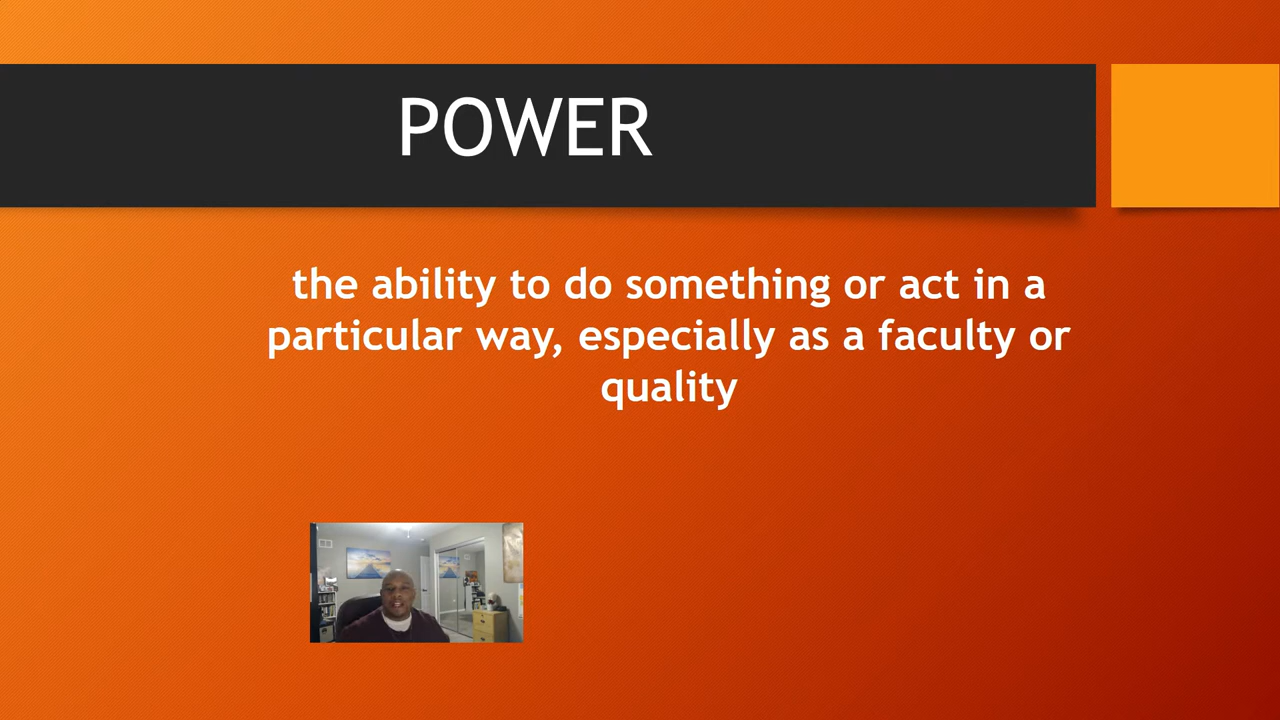 POWER
the ability to do something or act in a
particular way, especially as a faculty or
quality